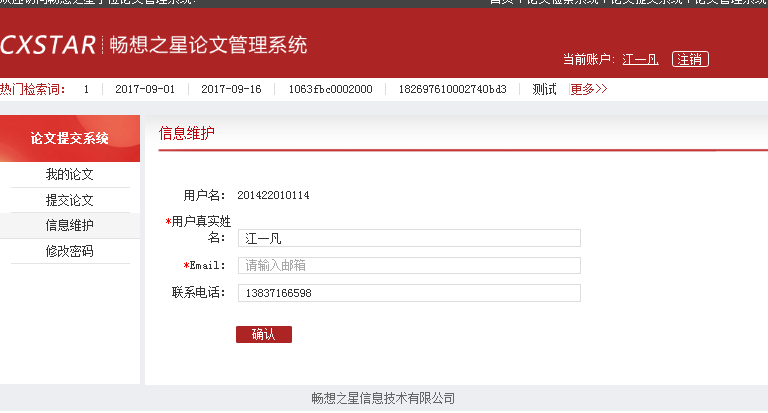 欢迎访问畅想之星学位论文管理系统!
首页 | 论文检索系统 | 论文提交系统 | 论文管理系统
CXSTAR 畅想之星论文管理系统
当前账户: 江一凡 注销
热门检索词: 1 2017-09-01 2017-09-16 1063fbc0002000 182697610002740bd3 测试 更多>>
论文提交系统
我的论文
提交论文
信息维护
修改密码
信息维护
用户名: 201422010114
*用户真实姓
名: 江一凡
*Email: 请输入邮箱
联系电话: 13837166598
确认
畅想之星信息技术有限公司